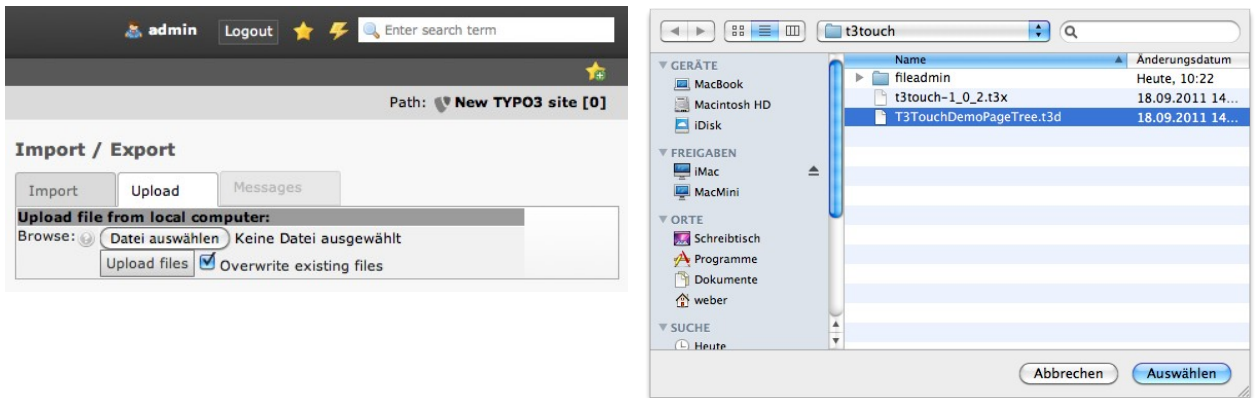 admin Logout Enter search term
Path: New TYPO3 site [0]
Import / Export
Import Upload Messages
Upload file from local computer:
Browse: Datei auswählen Keine Datei ausgewählt
Upload files Overwrite existing files
t3touch
GERÄTE
MacBook
Macintosh HD
iDisk
FREIGABEN
iMac
MacMini
ORTE
Schreibtisch
Programme
Dokumente
weber
SUCHE
Heute
Name Änderungsdatum
fileadmin Heute, 10:22
t3touch-1_0_2.t3x 18.09.2011 14...
T3TouchDemoPageTree.t3d 18.09.2011 14...
Abbrechen Auswählen